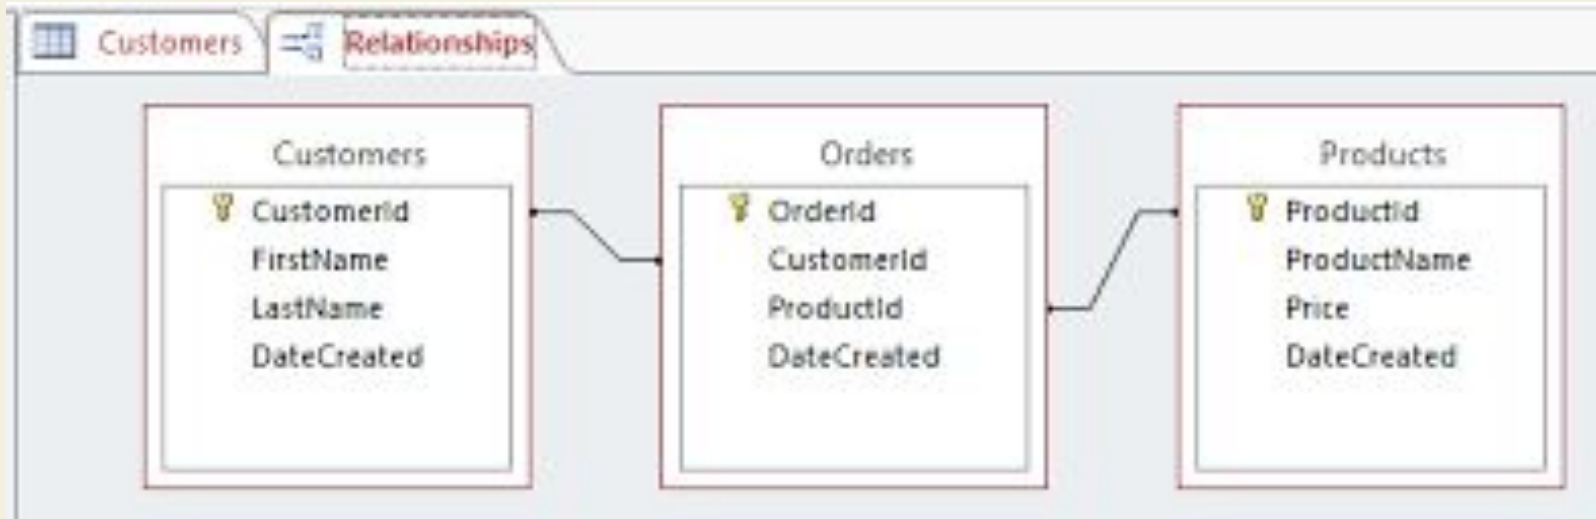 Customers Relationships
Customers
CustomerId
FirstName
LastName
DateCreated
Orders
OrderId
CustomerId
ProductId
DateCreated
Products
ProductId
ProductName
Price
DateCreated